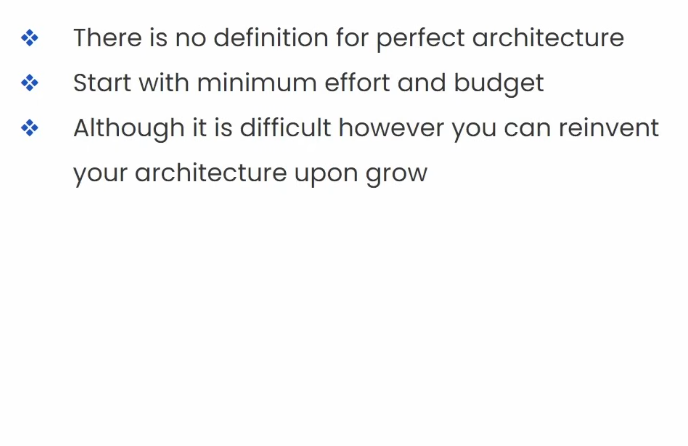 There is no definition for perfect architecture
Start with minimum effort and budget
Although it is difficult however you can reinvent
your architecture upon grow